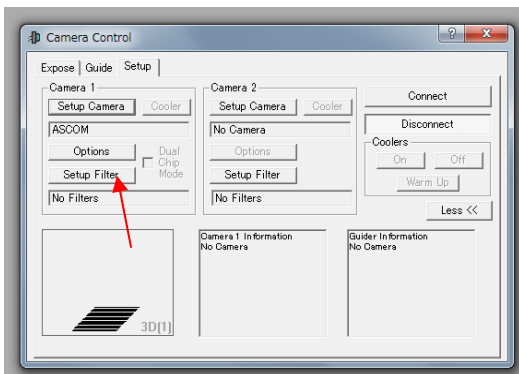 Camera Control
Expose Guide Setup
Camera 1
Setup Camera Cooler
ASCOM
Options
Dual Chip Mode
Setup Filter
No Filters
Camera 2
Setup Camera Cooler
No Camera
Options
Setup Filter
No Filters
Connect
Disconnect
Coolers
On Off
Warm Up
Less <<
3D(1)
Camera 1 Information
No Camera
Guider Information
No Camera